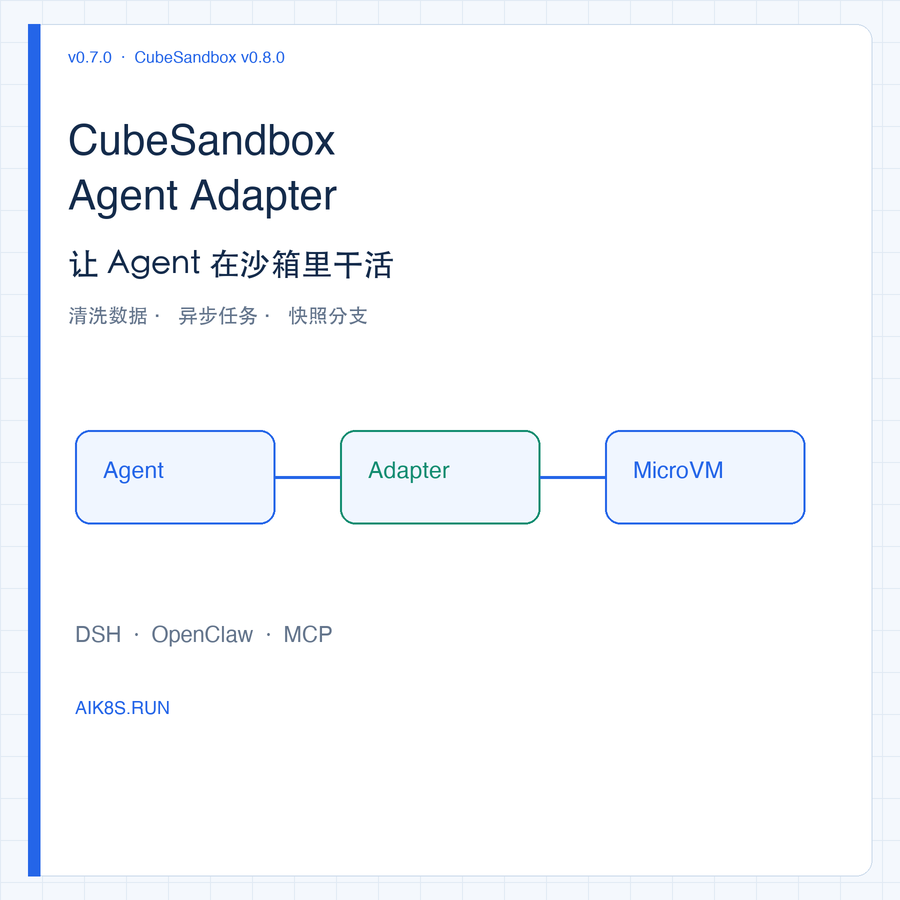 v0.7.0 · CubeSandbox v0.8.0
CubeSandbox
Agent Adapter
让 Agent 在沙箱里干活
清洗数据 · 异步任务 · 快照分支
Agent
Adapter
MicroVM
DSH · OpenClaw · MCP
AIK8S.RUN